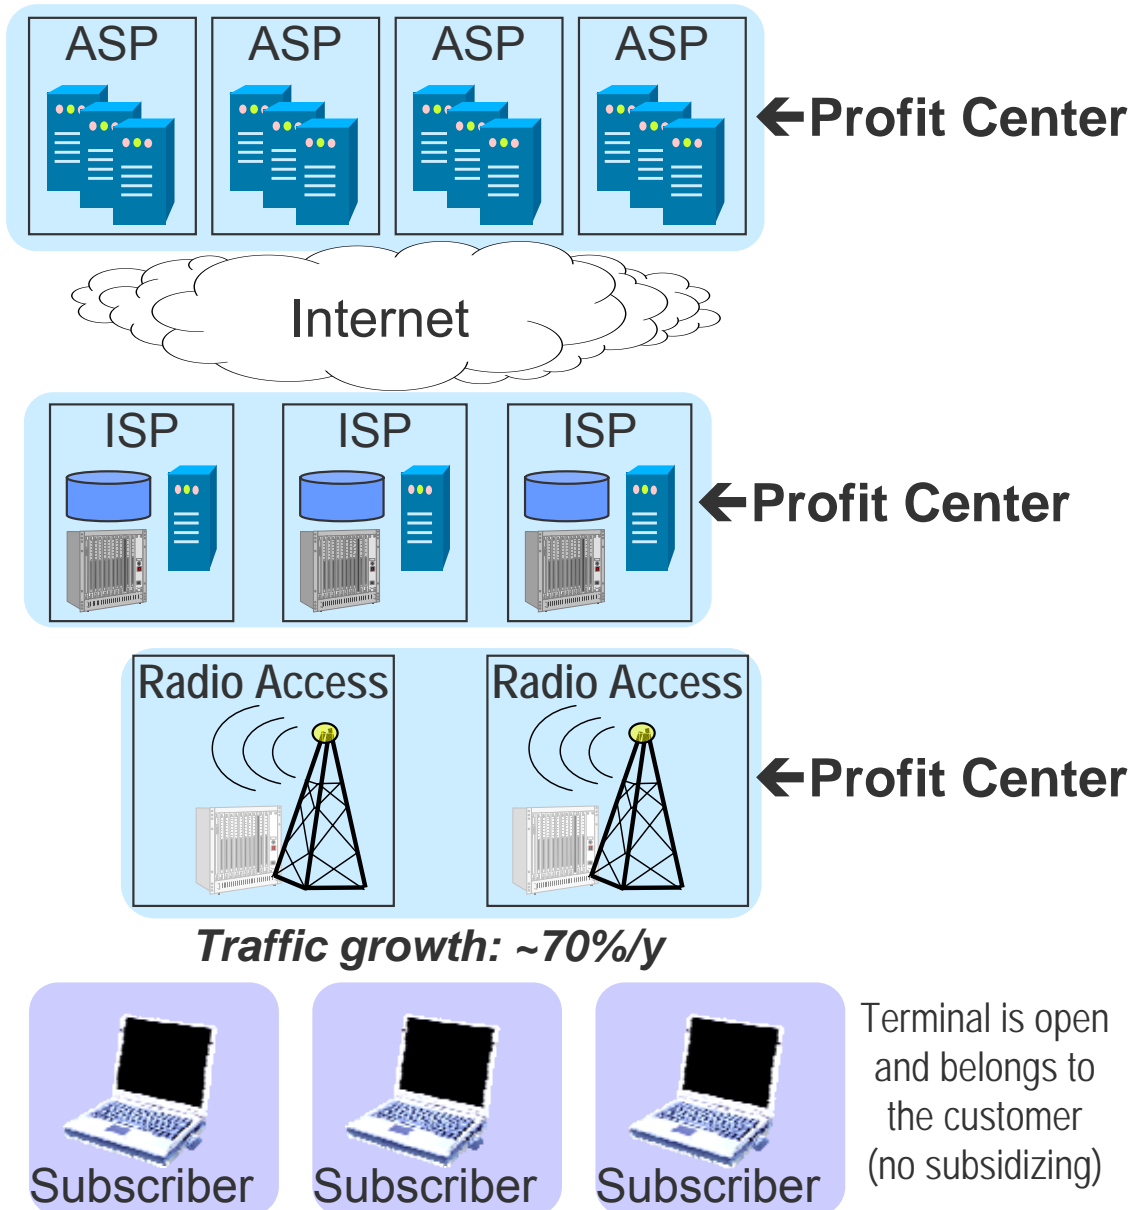 ASP ASP ASP ASP
←Profit Center
Internet
ISP ISP ISP
←Profit Center
Radio Access Radio Access
←Profit Center
Traffic growth: ~70%/y
Subscriber Subscriber Subscriber
Terminal is open
and belongs to
the customer
(no subsidizing)